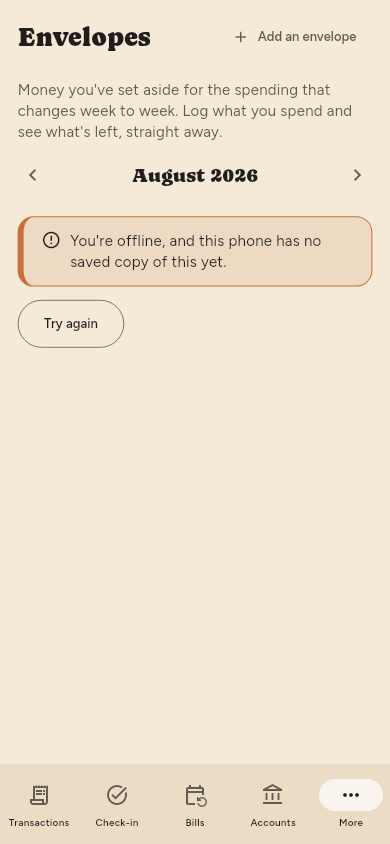 Envelopes
Add an envelope
Money you've set aside for the spending that
changes week to week. Log what you spend and
see what's left, straight away.
August 2026
You're offline, and this phone has no
saved copy of this yet.
Try again
Transactions
Check-in
Bills
Accounts
More